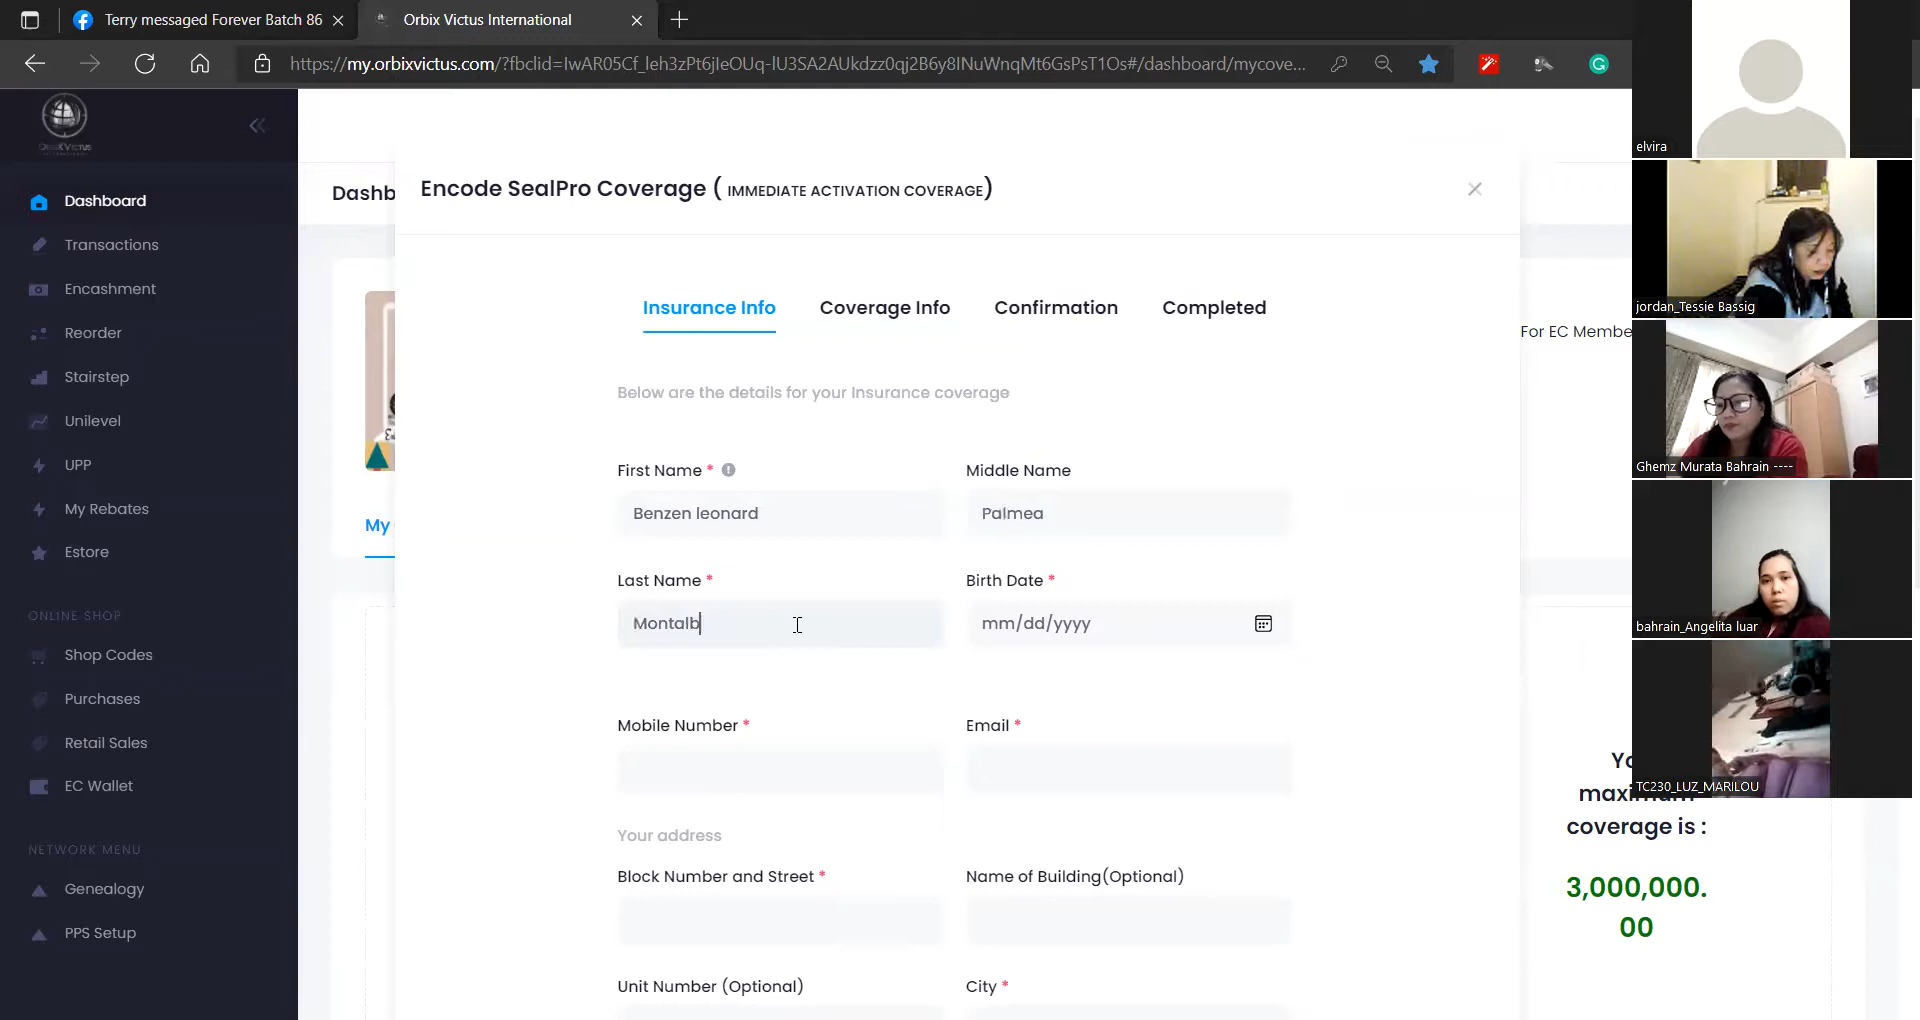 Terry messaged Forever Batch 86
Orbix Victus International
https://my.orbixvictus.com/?fbclid=IwAR05Cf_Ieh3zPt6jIeOUq-lU3SA2AUkdzz0qj2B6y8INuWnqMt6GsPsT1Os#/dashboard/mycove...
Dashboard
Transactions
Encashment
Reorder
Stairstep
Unilevel
UPP
My Rebates
Estore
ONLINE SHOP
Shop Codes
Purchases
Retail Sales
EC Wallet
NETWORK MENU
Genealogy
PPS Setup
Dashb
My
Encode SealPro Coverage ( IMMEDIATE ACTIVATION COVERAGE)
Insurance Info
Coverage Info
Confirmation
Completed
Below are the details for your Insurance coverage
First Name *
Middle Name
Benzen leonard
Palmea
Last Name *
Birth Date *
Montalb
mm/dd/yyyy
Mobile Number *
Email *
Your address
Block Number and Street *
Name of Building(Optional)
Unit Number (Optional)
City *
For EC Membe
Yo
maximum
coverage is :
3,000,000.
00
elvira
jordan_Tessie Bassig
Ghemz Murata Bahrain ----
bahrain_Angelita luar
TC230_LUZ_MARILOU